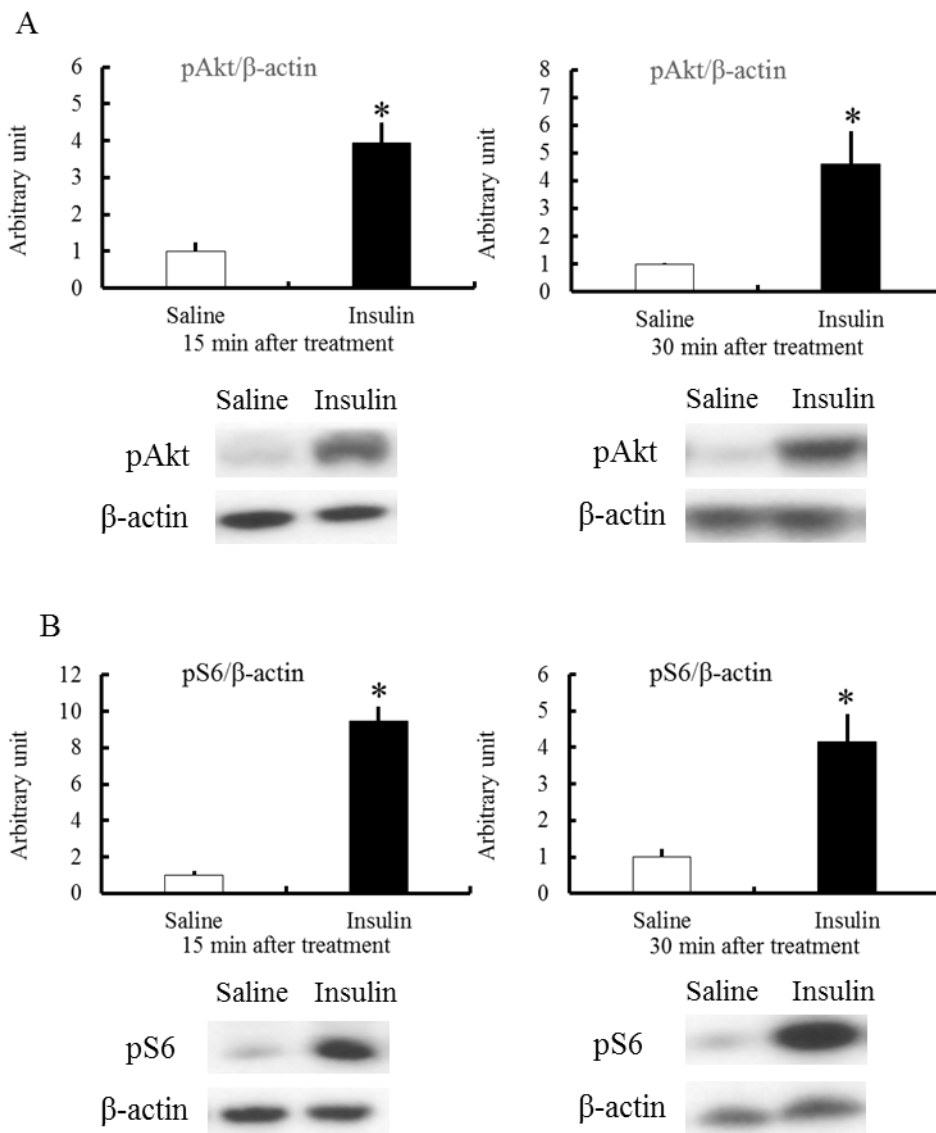 A
pAkt/β-actin
Arbitrary unit
6
5
4
3
2
1
0
*
Saline Insulin
15 min after treatment
pAkt/β-actin
Arbitrary unit
8
7
6
5
4
3
2
1
0
*
Saline Insulin
30 min after treatment
Saline Insulin
pAkt
β-actin
Saline Insulin
pAkt
β-actin
B
pS6/β-actin
Arbitrary unit
12
10
8
6
4
2
0
*
Saline Insulin
15 min after treatment
pS6/β-actin
Arbitrary unit
6
5
4
3
2
1
0
*
Saline Insulin
30 min after treatment
Saline Insulin
pS6
β-actin
Saline Insulin
pS6
β-actin